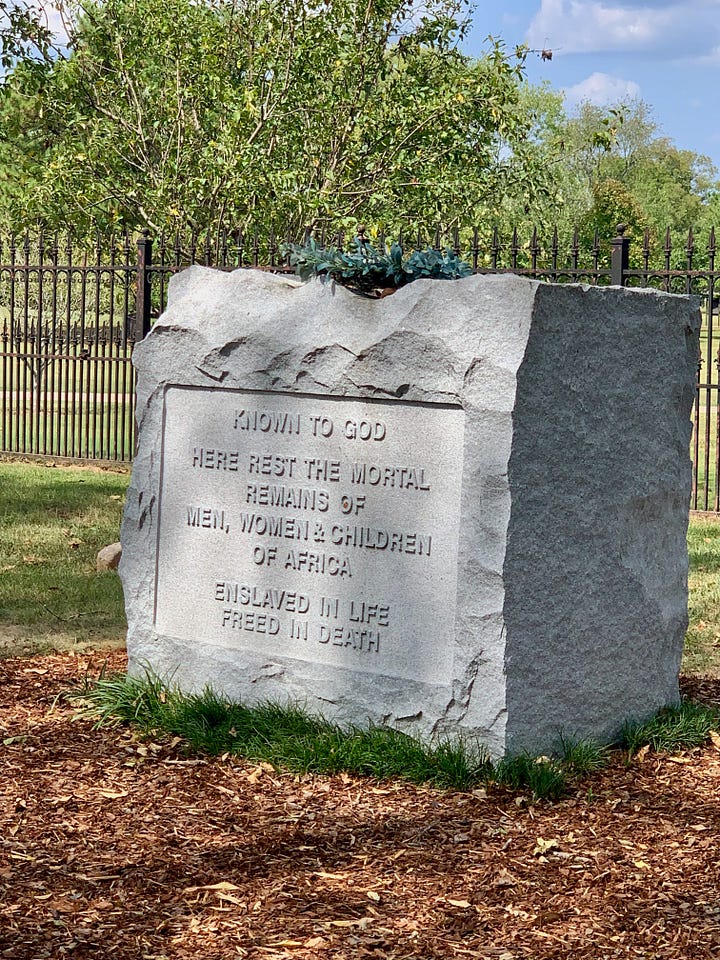 KNOWN TO GOD
HERE REST THE MORTAL
REMAINS OF
MEN, WOMEN & CHILDREN
OF AFRICA
ENSLAVED IN LIFE
FREED IN DEATH